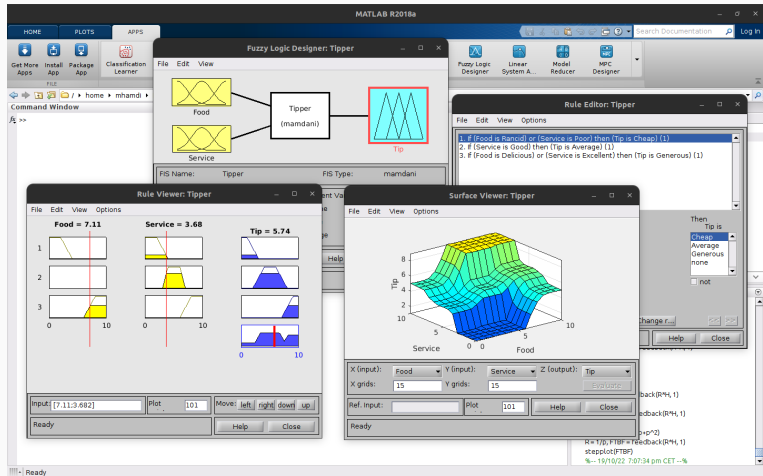 MATLAB R2018a
HOME PLOTS APPS
Search Documentation Log In
Get More Apps
Install App
Package App
Classification Learner
Fuzzy Logic Designer
Linear System A...
Model Reducer
MPC Designer
FILE
/ home mhamdi
Command Window
fx >>
Fuzzy Logic Designer: Tipper
File Edit View
Food
Service
Tipper
(mamdani)
Tip
FIS Name: Tipper FIS Type: mamdani
Help
Rule Editor: Tipper
File Edit View Options
1. If (Food is Rancid) or (Service is Poor) then (Tip is Cheap) (1)
2. If (Service is Good) then (Tip is Average) (1)
3. If (Food is Delicious) or (Service is Excellent) then (Tip is Generous) (1)
Then
Tip is
Cheap
Average
Generous
none
not
Change r...
<< >>
Help Close
Rule Viewer: Tipper
File Edit View Options
Food = 7.11 Service = 3.68 Tip = 5.74
1
2
3
0 10 0 10
0 10
Input: [7.11;3.682] Plot 101 Move: left right down up
Ready Help Close
Surface Viewer: Tipper
File Edit View Options
8
6
4
2
Tip
10
5
0
Service
0
5
10
Food
X (input): Food Y (input): Service Z (output): Tip
X grids: 15 Y grids: 15 Evaluate
Ref. Input: Plot 101 Help Close
Ready
back(R*H, 1)
edback(R*H, 1)
p+p^2)
R = 1/p, FTBF = feedback(R*H, 1)
stepplot(FTBF)
%-- 19/10/22 7:07:34 pm CET --%
Ready